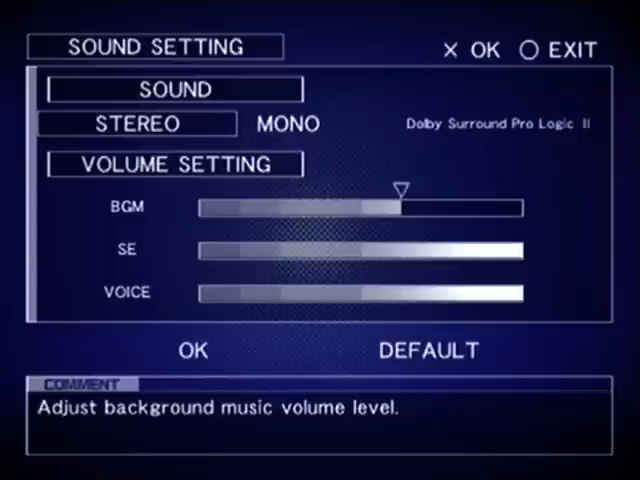 SOUND SETTING
× OK ○ EXIT
SOUND
STEREO MONO Dolby Surround Pro Logic II
VOLUME SETTING
BGM
SE
VOICE
OK DEFAULT
COMMENT
Adjust background music volume level.